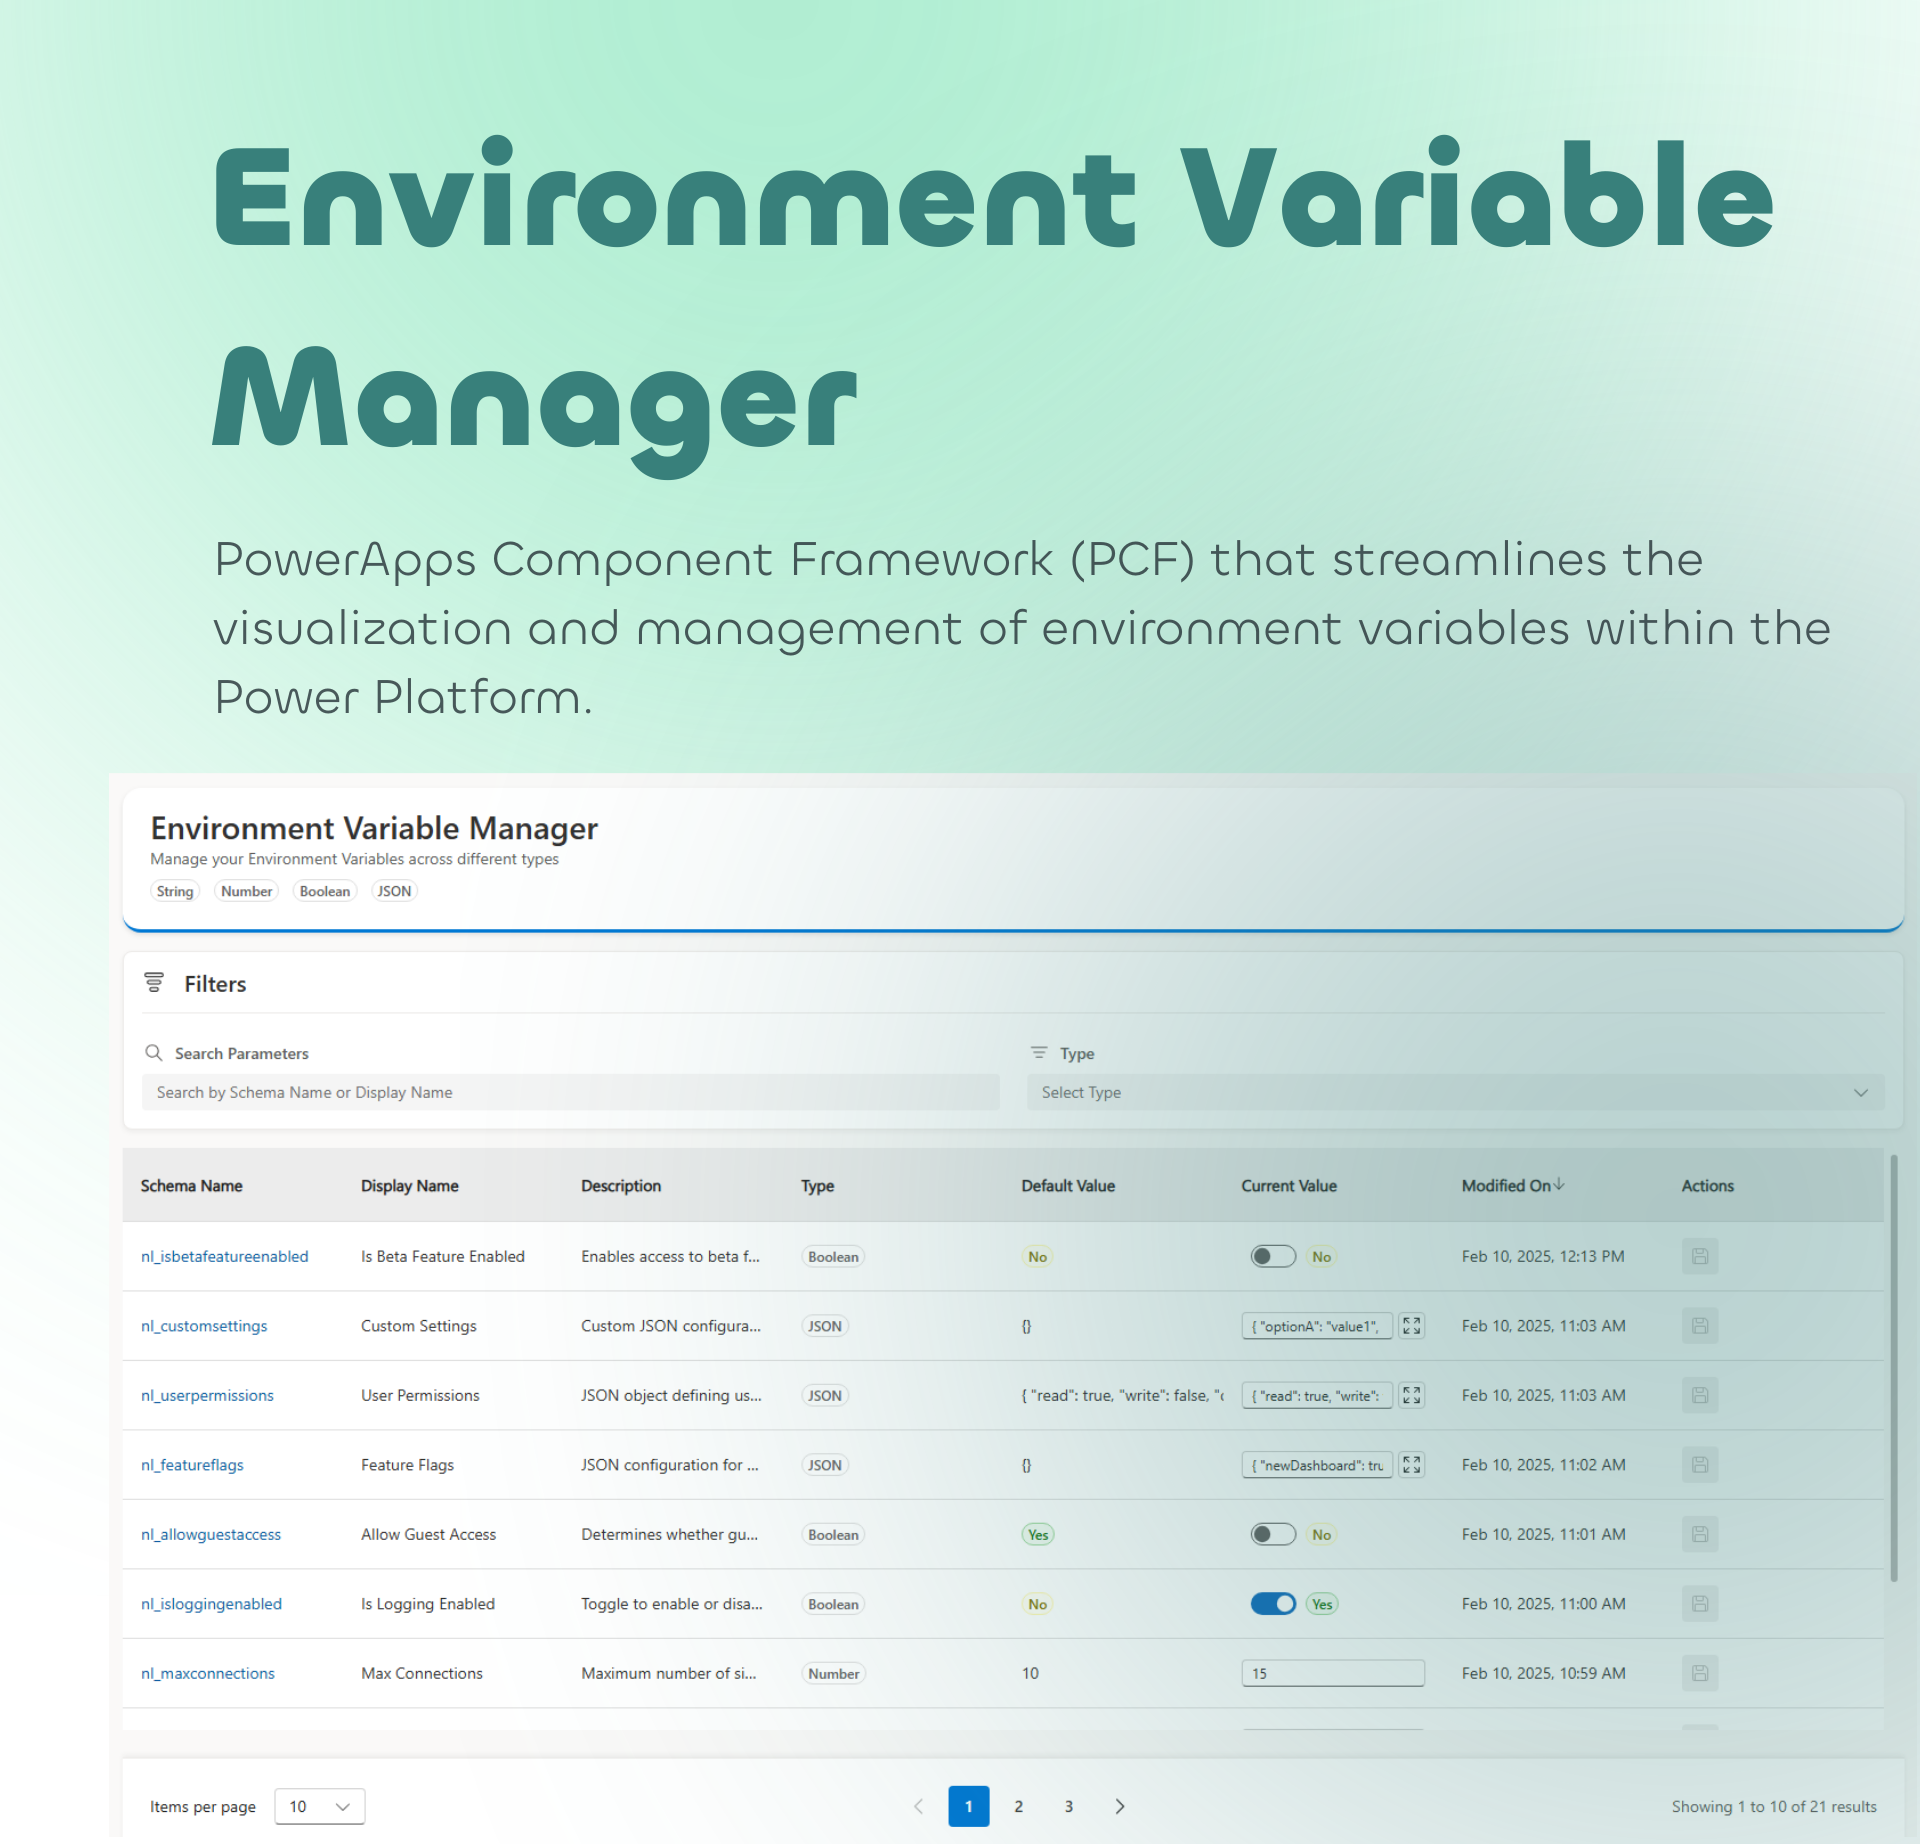 Environment Variable
Manager
PowerApps Component Framework (PCF) that streamlines the
visualization and management of environment variables within the
Power Platform.
Environment Variable Manager
Manage your Environment Variables across different types
String Number Boolean JSON
Filters
Search Parameters Type
Search by Schema Name or Display Name Select Type
Schema Name Display Name Description Type Default Value Current Value Modified On Actions
nl_isbetafeatureenabled Is Beta Feature Enabled Enables access to beta f... Boolean No No Feb 10, 2025, 12:13 PM
nl_customsettings Custom Settings Custom JSON configura... JSON {} { "optionA": "value1", Feb 10, 2025, 11:03 AM
nl_userpermissions User Permissions JSON object defining us... JSON { "read": true, "write": false, " { "read": true, "write": Feb 10, 2025, 11:03 AM
nl_featureflags Feature Flags JSON configuration for ... JSON {} { "newDashboard": tru Feb 10, 2025, 11:02 AM
nl_allowguestaccess Allow Guest Access Determines whether gu... Boolean Yes No Feb 10, 2025, 11:01 AM
nl_isloggingenabled Is Logging Enabled Toggle to enable or disa... Boolean No Yes Feb 10, 2025, 11:00 AM
nl_maxconnections Max Connections Maximum number of si... Number 10 15 Feb 10, 2025, 10:59 AM
Items per page 10 1 2 3 Showing 1 to 10 of 21 results